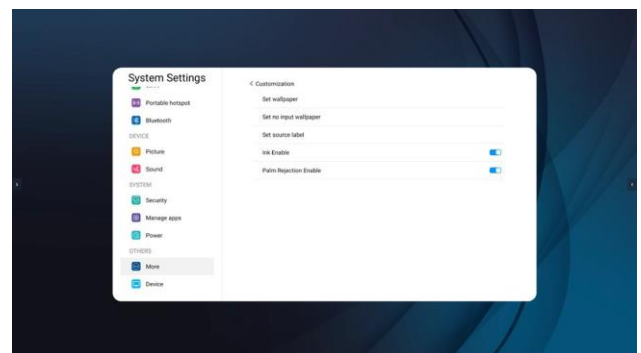 System Settings
Portable hotspot
Bluetooth
DEVICE
Picture
Sound
SYSTEM
Security
Manage apps
Power
OTHERS
More
Device
< Customization
Set wallpaper
Set no input wallpaper
Set source label
Ink Enable
Palm Rejection Enable